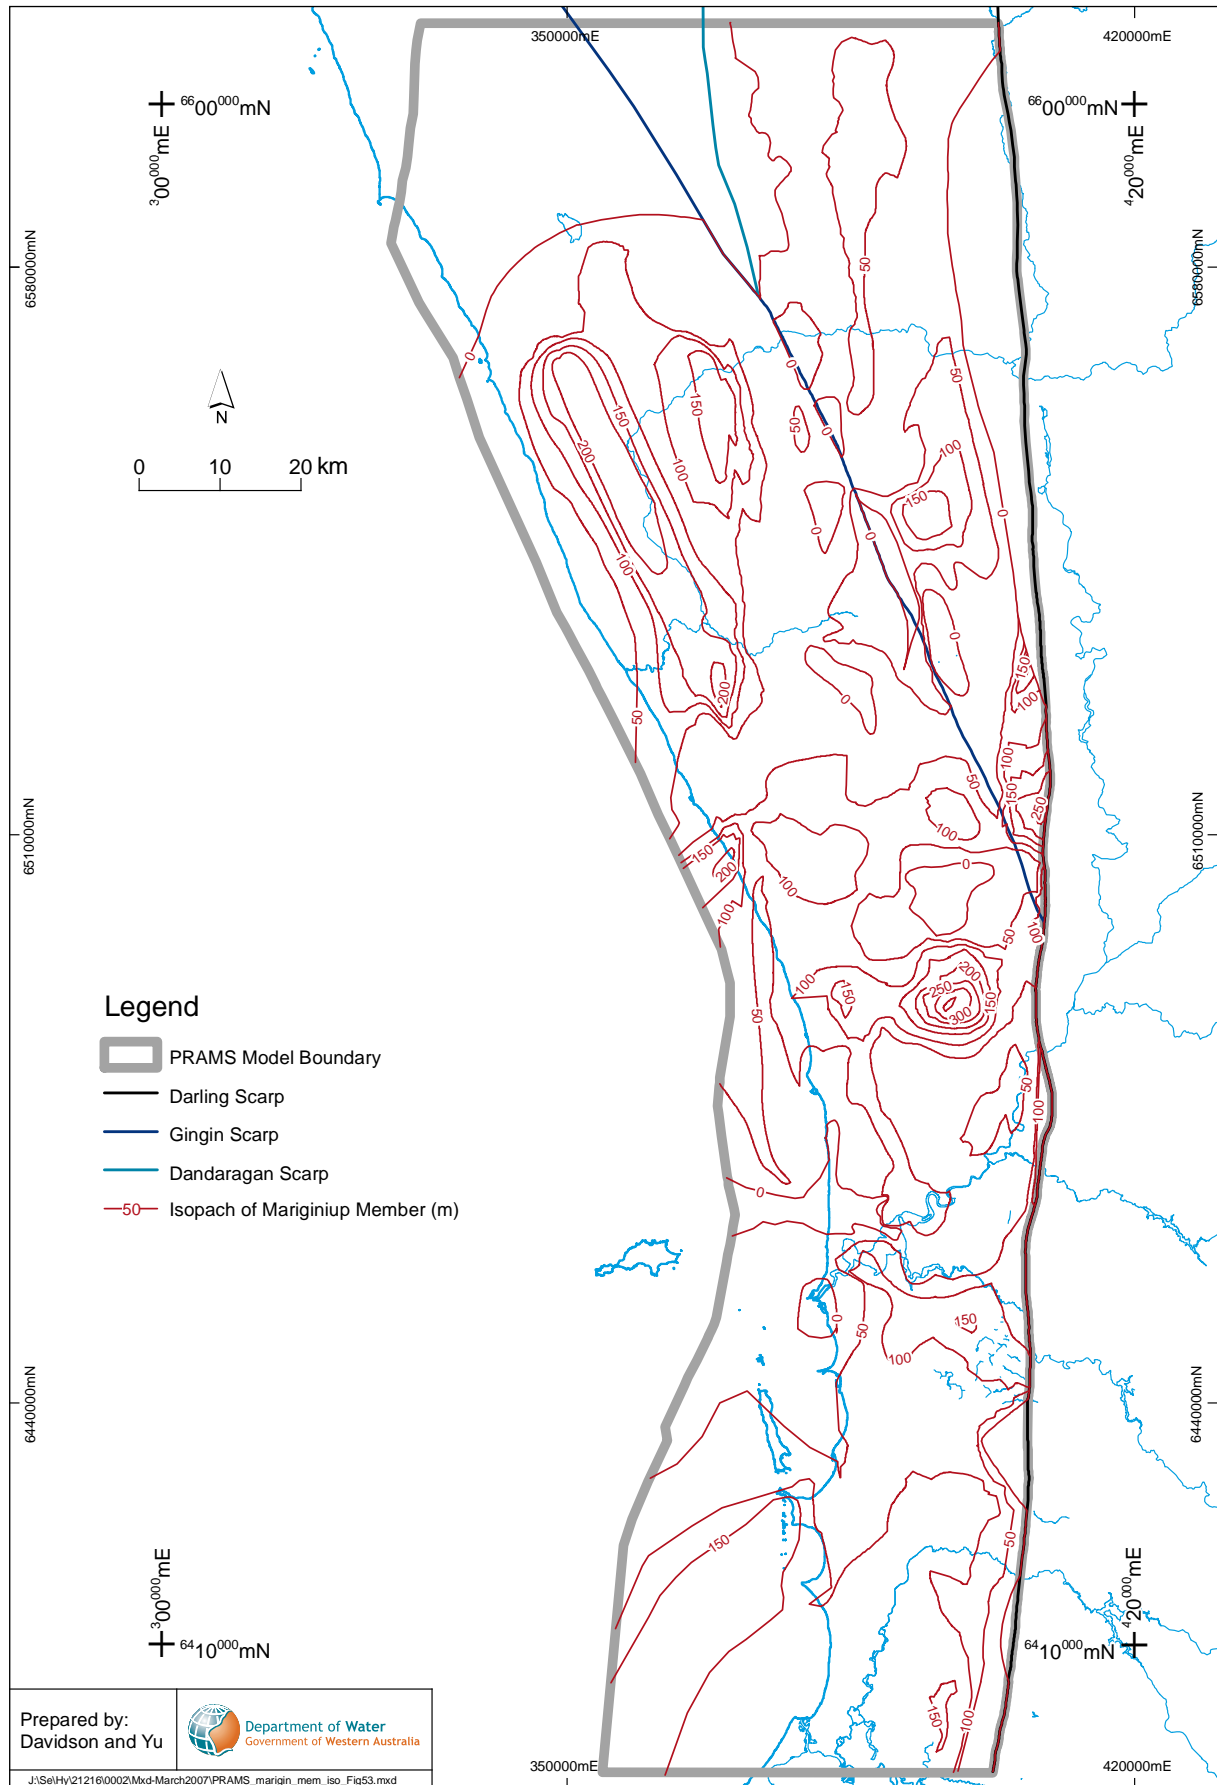 350000mE
420000mE
6600000mN
6600000mN
300000mE
420000mE
6580000mN
6580000mN
0
50
0
50
N
150
150
200
100
50
0
0
100
150
0 10 20 km
0
0
0
100
0
150
100
200
0
50
50
100
150
250
6510000mN
6510000mN
100
150
200
0
100
100
50
100
200
100
150
250
150
300
Legend
50
PRAMS Model Boundary
50
Darling Scarp
100
Gingin Scarp
Dandaragan Scarp
0
50 Isopach of Mariginiup Member (m)
0
150
50
100
6440000mN
6440000mN
150
50
300000mE
420000mE
6410000mN
6410000mN
150
100
Prepared by:
Davidson and Yu
Department of Water
Government of Western Australia
350000mE
420000mE
J:\Se\Hy\21216\0002\Mxd-March2007\PRAMS_marigin_mem_iso_Fig53.mxd